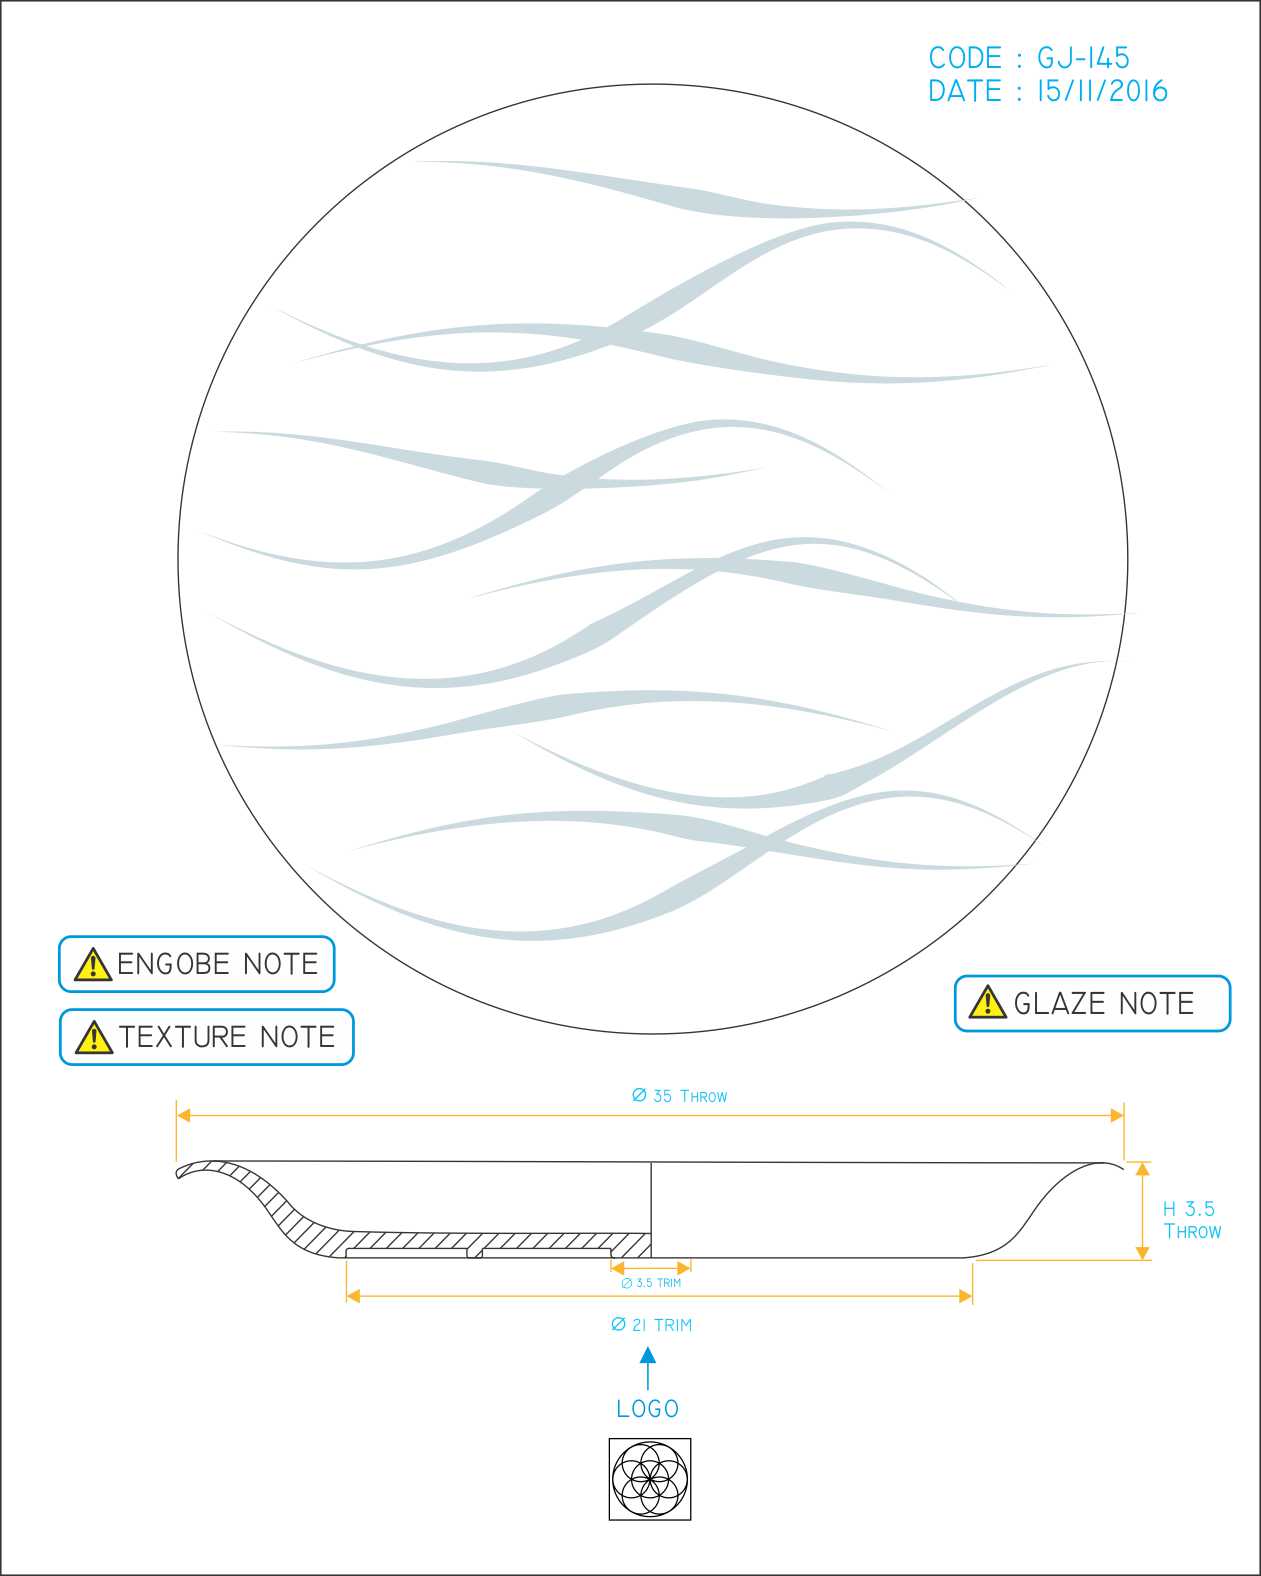 CODE : GJ-145
DATE : 15/11/2016
ENGOBE NOTE
TEXTURE NOTE
GLAZE NOTE
Ø 35 THROW
H 3.5
THROW
Ø 3.5 TRIM
Ø 21 TRIM
LOGO